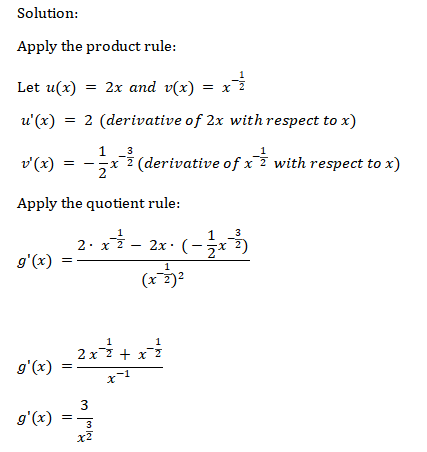 Solution:
Apply the product rule:
Let u(x) = 2x and v(x) = x^{-\frac{1}{2}}
u'(x) = 2 (derivative of 2x with respect to x)
v'(x) = -\frac{1}{2}x^{-\frac{3}{2}} (derivative of x^{-\frac{1}{2}} with respect to x)
Apply the quotient rule:
g'(x) = \frac{2 \cdot x^{-\frac{1}{2}} - 2x \cdot (-\frac{1}{2}x^{-\frac{3}{2}})}{(x^{-\frac{1}{2}})^2}
g'(x) = \frac{2x^{-\frac{1}{2}} + x^{-\frac{1}{2}}}{x^{-1}}
g'(x) = \frac{3}{x^{\frac{3}{2}}}